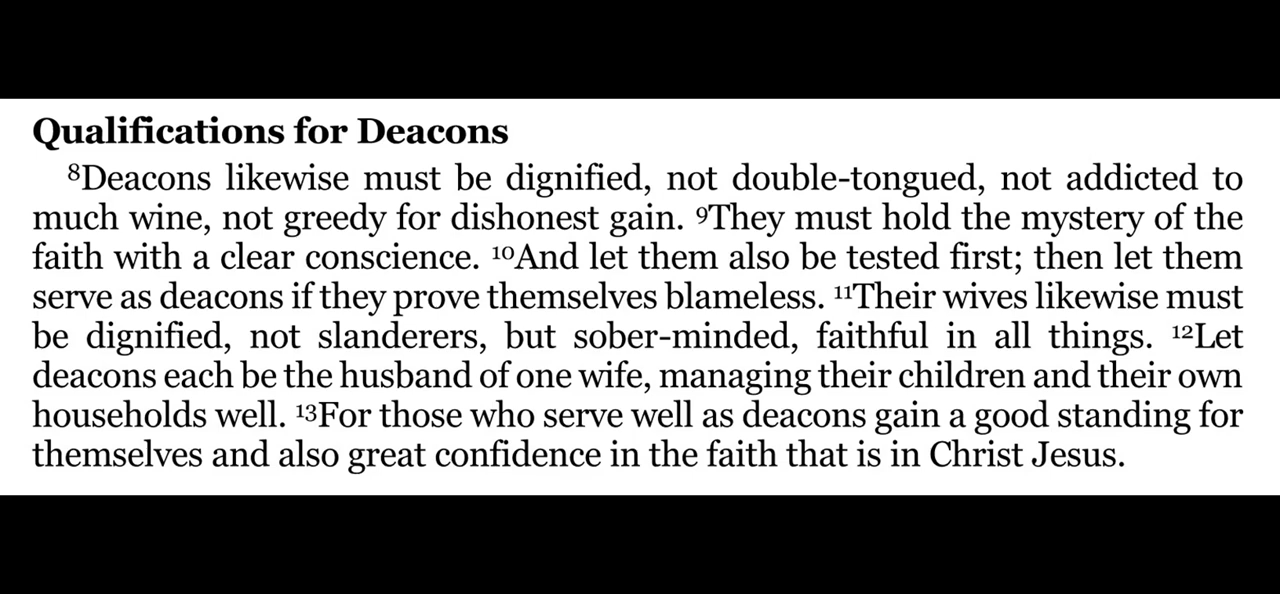 Qualifications for Deacons
⁸Deacons likewise must be dignified, not double-tongued, not addicted to
much wine, not greedy for dishonest gain. ⁹They must hold the mystery of the
faith with a clear conscience. ¹⁰And let them also be tested first; then let them
serve as deacons if they prove themselves blameless. ¹¹Their wives likewise must
be dignified, not slanderers, but sober-minded, faithful in all things. ¹²Let
deacons each be the husband of one wife, managing their children and their own
households well. ¹³For those who serve well as deacons gain a good standing for
themselves and also great confidence in the faith that is in Christ Jesus.